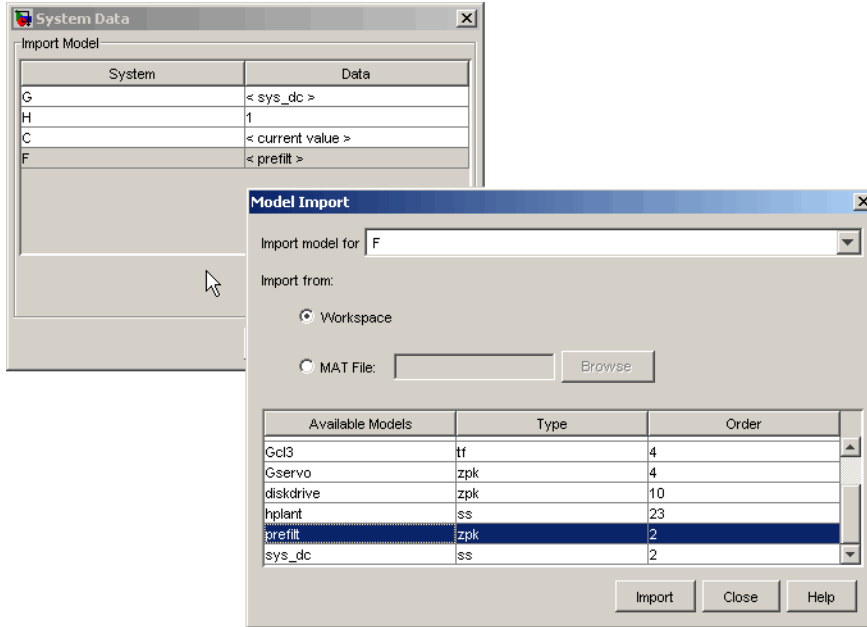 System Data
Import Model
System Data
G < sys_dc >
H 1
C < current value >
F < prefilt >
Model Import
Import model for F
Import from:
Workspace
MAT File: Browse
Available Models Type Order
Gcl3 tf 4
Gservo zpk 4
diskdrive zpk 10
hplant ss 23
prefilt zpk 2
sys_dc ss 2
Import Close Help